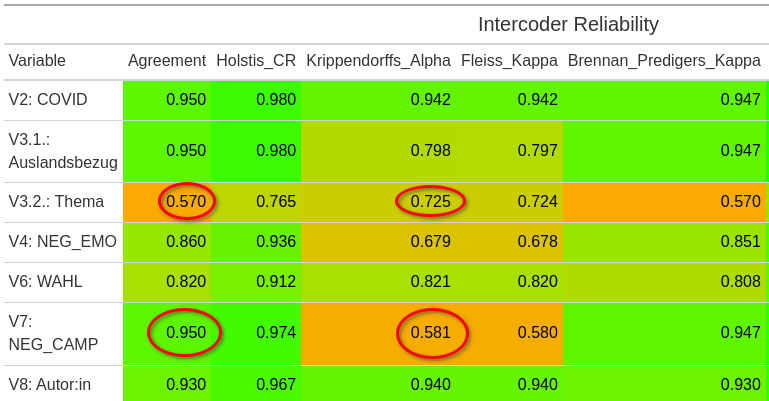 Intercoder Reliability
Variable Agreement Holstis_CR Krippendorffs_Alpha Fleiss_Kappa Brennan_Predigers_Kappa
V2: COVID 0.950 0.980 0.942 0.942 0.947
V3.1.:
Auslandsbezug 0.950 0.980 0.798 0.797 0.947
V3.2.: Thema 0.570 0.765 0.725 0.724 0.570
V4: NEG_EMO 0.860 0.936 0.679 0.678 0.851
V6: WAHL 0.820 0.912 0.821 0.820 0.808
V7:
NEG_CAMP 0.950 0.974 0.581 0.580 0.947
V8: Autor:in 0.930 0.967 0.940 0.940 0.930